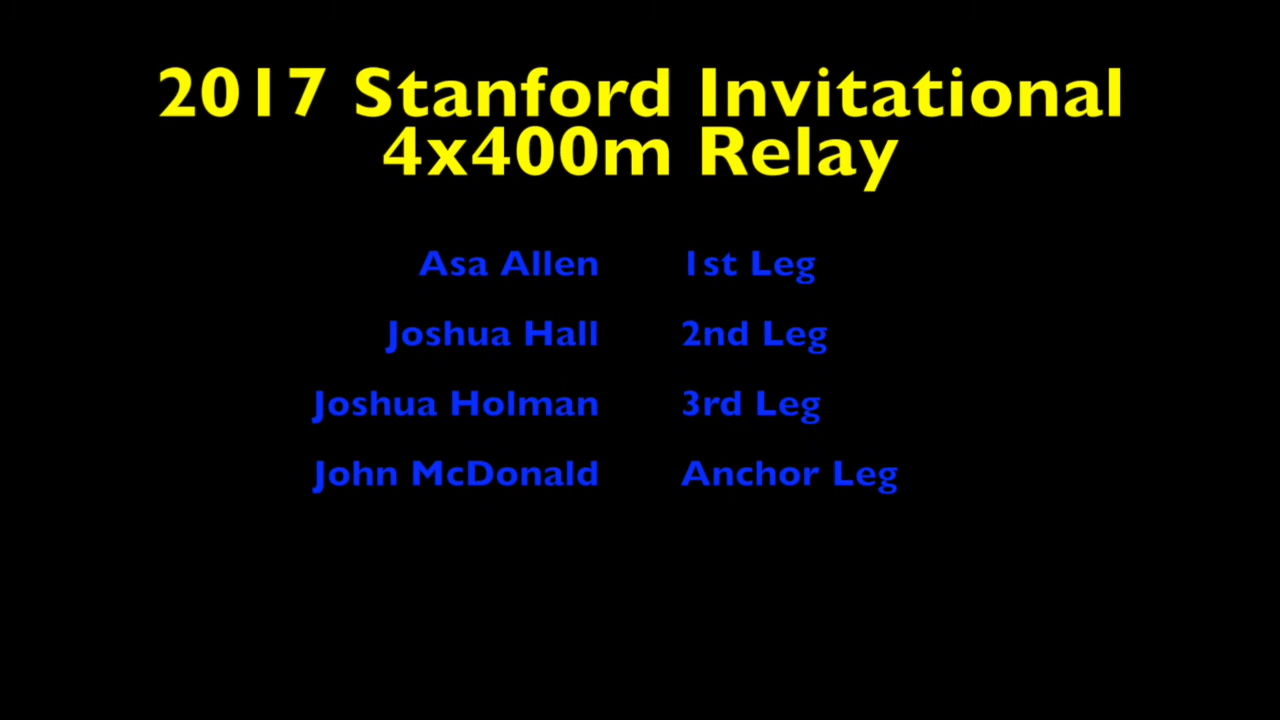 2017 Stanford Invitational
4x400m Relay
Asa Allen 1st Leg
Joshua Hall 2nd Leg
Joshua Holman 3rd Leg
John McDonald Anchor Leg